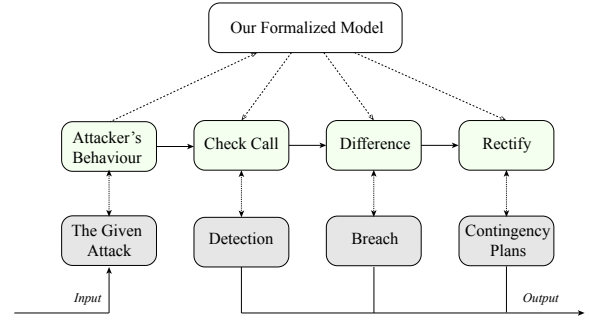 Our Formalized Model
Attacker's
Behaviour
Check Call
Difference
Rectify
The Given
Attack
Detection
Breach
Contingency
Plans
Input
Output